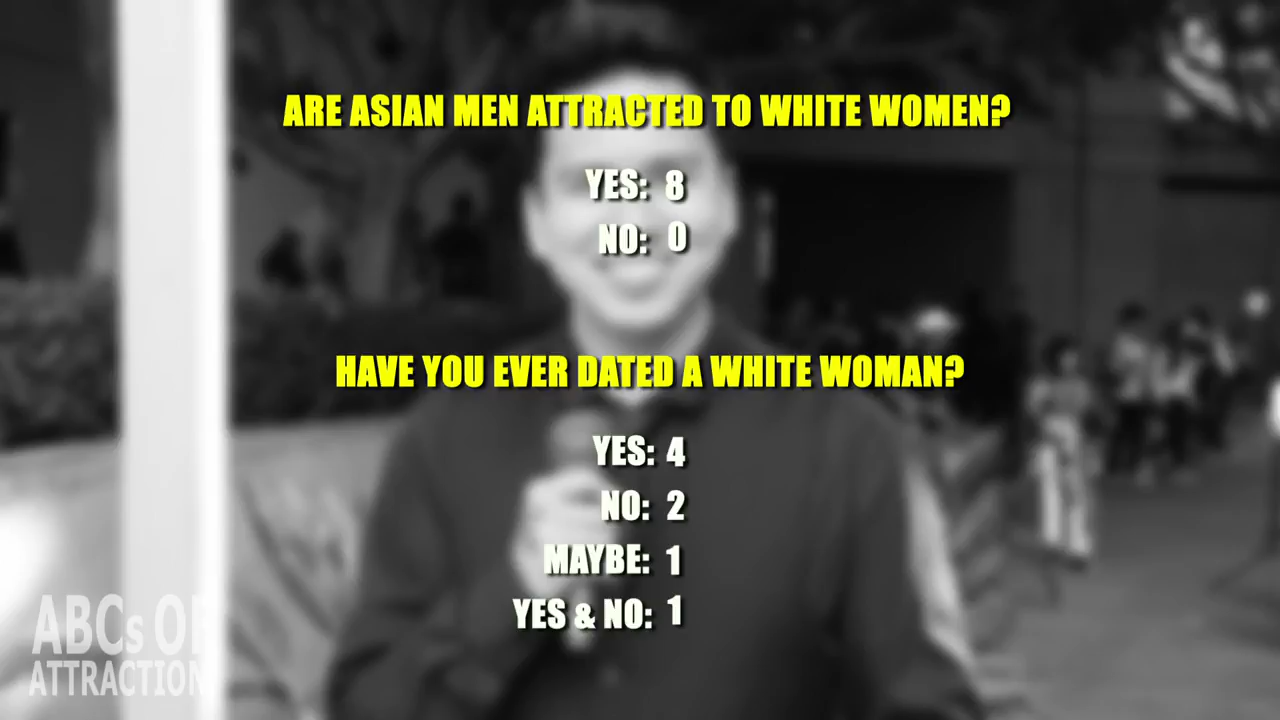 ARE ASIAN MEN ATTRACTED TO WHITE WOMEN?
YES: 8
NO: 0
HAVE YOU EVER DATED A WHITE WOMAN?
YES: 4
NO: 2
MAYBE: 1
YES & NO: 1
ABCs OF
ATTRACTION